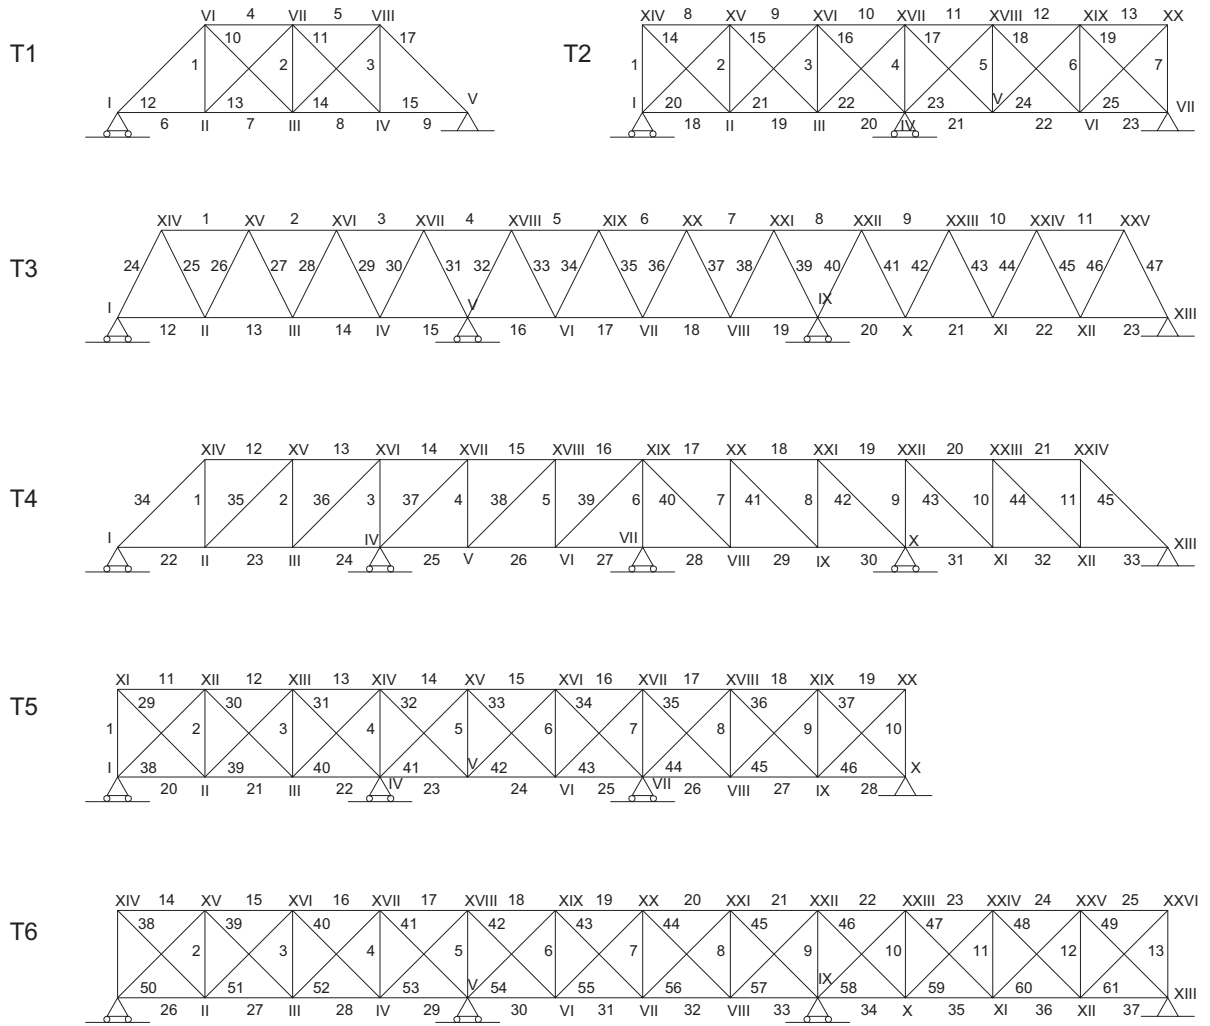 VI 4 VII 5 VIII
10 11 17
T1
1 2 3
I 12 13 14 15 V
6 II 7 III 8 IV 9
XIV 8 XV 9 XVI 10 XVII 11 XVIII 12 XIX 13 XX
14 15 16 17 18 19
T2
1 2 3 4 5 6 7
I 20 21 22 23 V 24 25 VII
18 II 19 III 20 IV 21 22 VI 23
XIV 1 XV 2 XVI 3 XVII 4 XVIII 5 XIX 6 XX 7 XXI 8 XXII 9 XXIII 10 XXIV 11 XXV
T3
24 25 26 27 28 29 30 31 32 33 34 35 36 37 38 39 40 41 42 43 44 45 46 47
I V IX XIII
12 II 13 III 14 IV 15 16 VI 17 VII 18 VIII 19 20 X 21 XI 22 XII 23
XIV 12 XV 13 XVI 14 XVII 15 XVIII 16 XIX 17 XX 18 XXI 19 XXII 20 XXIII 21 XXIV
T4
34 1 35 2 36 3 37 4 38 5 39 6 40 7 41 8 42 9 43 10 44 11 45
I IV VII X XIII
22 II 23 III 24 25 V 26 VI 27 28 VIII 29 IX 30 31 XI 32 XII 33
XI 11 XII 12 XIII 13 XIV 14 XV 15 XVI 16 XVII 17 XVIII 18 XIX 19 XX
29 30 31 32 33 34 35 36 37
T5
1 2 3 4 5 6 7 8 9 10
I 38 39 40 41 V 42 43 44 45 46 X
20 II 21 III 22 IV 23 24 VI 25 VII 26 VIII 27 IX 28
XIV 14 XV 15 XVI 16 XVII 17 XVIII 18 XIX 19 XX 20 XXI 21 XXII 22 XXIII 23 XXIV 24 XXV 25 XXVI
38 39 40 41 42 43 44 45 46 47 48 49
T6
2 3 4 5 6 7 8 9 10 11 12 13
50 51 52 53 V 54 55 56 57 IX 58 59 60 61 XIII
26 II 27 III 28 IV 29 30 VI 31 VII 32 VIII 33 34 X 35 XI 36 XII 37